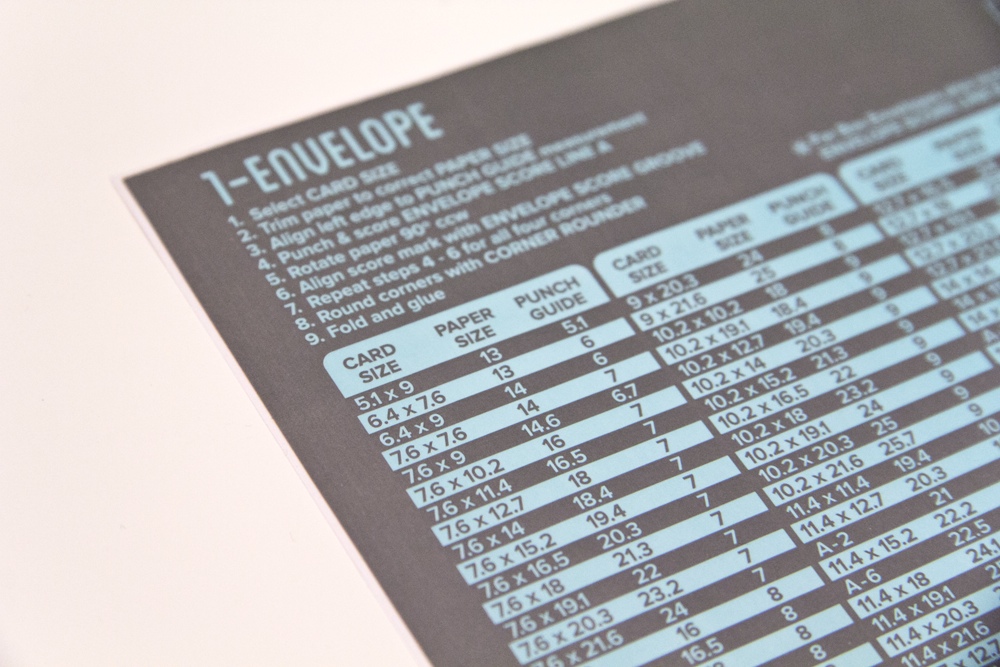 1-ENVELOPE
1. Select CARD SIZE
2. Trim paper to correct PAPER SIZE
3. Align left edge to PUNCH GUIDE measurement
4. Punch & score ENVELOPE SCORE LINE A
5. Rotate paper 90° ccw
6. Align score mark with ENVELOPE SCORE GROOVE
7. Repeat steps 4 - 6 for all four corners
8. Round corners with CORNER ROUNDER
9. Fold and glue
CARD SIZE PAPER SIZE PUNCH GUIDE
5.1 x 9 13 5.1
6.4 x 7.6 13 6
6.4 x 9 14 6
7.6 x 7.6 14 7
7.6 x 9 14.6 6.7
7.6 x 10.2 16 7
7.6 x 11.4 16.5 7
7.6 x 12.7 18 7
7.6 x 14 18.4 7
7.6 x 15.2 19.4 7
7.6 x 16.5 20.3 7
7.6 x 18 21.3 7
7.6 x 19.1 22 7
7.6 x 20.3 23.2 7
7.6 x 21.6 24 8
16 8
16.5 8
CARD SIZE PAPER SIZE PUNCH GUIDE
9 x 20.3 24
9 x 21.6 25 8
10.2 x 10.2 18 9
10.2 x 19.1 18.4 9
10.2 x 12.7 19.4 9
10.2 x 14 20.3 9
10.2 x 15.2 21.3 9
10.2 x 16.5 22 9
10.2 x 18 23.2 9
10.2 x 19.1 24 9
10.2 x 20.3 25 9
10.2 x 21.6 25.7
11.4 x 11.4 19.4
11.4 x 12.7 20.3
A-2 21
11.4 x 15.2 22.2
A-6 22.5
11.4 x 18 24.1
11.4 x 19.1
11.4 x 20.3
11.4 x 21.6
CARD SIZE PAPER SIZE